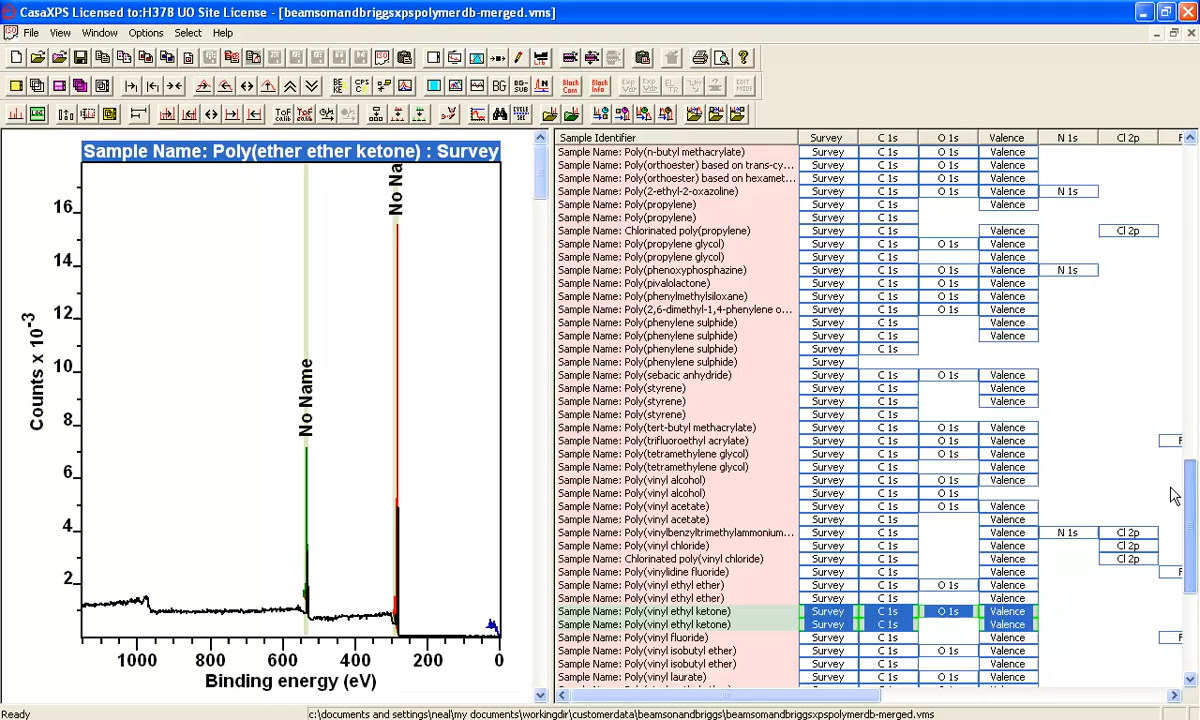 CasaXPS Licensed to:H378 UO Site License - [beamsomandbriggsxpspolymerdb-merged.vms]
File View Window Options Select Help
Sample Name: Poly(ether ether ketone) : Survey
No Na
No Name
Counts x 10-3
16
14
12
10
8
6
4
2
1000 800 600 400 200 0
Binding energy (eV)
Sample Identifier Survey C 1s O 1s Valence N 1s Cl 2p F
Sample Name: Poly(n-butyl methacrylate) Survey C 1s O 1s Valence
Sample Name: Poly(orthoester) based on trans-cy... Survey C 1s O 1s Valence
Sample Name: Poly(orthoester) based on hexamet... Survey C 1s O 1s Valence
Sample Name: Poly(2-ethyl-2-oxazoline) Survey C 1s O 1s Valence N 1s
Sample Name: Poly(propylene) Survey C 1s Valence
Sample Name: Poly(propylene) Survey C 1s
Sample Name: Chlorinated poly(propylene) Survey C 1s Valence Cl 2p
Sample Name: Poly(propylene glycol) Survey C 1s O 1s Valence
Sample Name: Poly(propylene glycol) Survey C 1s Valence
Sample Name: Poly(phenoxyphosphazine) Survey C 1s O 1s Valence N 1s
Sample Name: Poly(pivalolactone) Survey C 1s O 1s Valence
Sample Name: Poly(phenylmethylsiloxane) Survey C 1s O 1s Valence
Sample Name: Poly(2,6-dimethyl-1,4-phenylene o... Survey C 1s O 1s Valence
Sample Name: Poly(phenylene sulphide) Survey C 1s Valence
Sample Name: Poly(phenylene sulphide) Survey C 1s Valence
Sample Name: Poly(phenylene sulphide) Survey C 1s
Sample Name: Poly(phenylene sulphide) Survey
Sample Name: Poly(sebacic anhydride) Survey C 1s O 1s Valence
Sample Name: Poly(styrene) Survey C 1s Valence
Sample Name: Poly(styrene) Survey C 1s Valence
Sample Name: Poly(styrene) Survey C 1s
Sample Name: Poly(tert-butyl methacrylate) Survey C 1s O 1s Valence
Sample Name: Poly(trifluoroethyl acrylate) Survey C 1s O 1s Valence F
Sample Name: Poly(tetramethylene glycol) Survey C 1s O 1s Valence
Sample Name: Poly(tetramethylene glycol) Survey C 1s Valence
Sample Name: Poly(vinyl alcohol) Survey C 1s O 1s Valence
Sample Name: Poly(vinyl alcohol) Survey C 1s O 1s
Sample Name: Poly(vinyl acetate) Survey C 1s O 1s Valence
Sample Name: Poly(vinyl acetate) Survey C 1s Valence
Sample Name: Poly(vinylbenzyltrimethylammonium... Survey C 1s Valence N 1s Cl 2p
Sample Name: Poly(vinyl chloride) Survey C 1s Valence Cl 2p
Sample Name: Chlorinated poly(vinyl chloride) Survey C 1s Valence Cl 2p
Sample Name: Poly(vinylidine fluoride) Survey C 1s Valence F
Sample Name: Poly(vinyl ethyl ether) Survey C 1s O 1s Valence
Sample Name: Poly(vinyl ethyl ether) Survey C 1s Valence
Sample Name: Poly(vinyl ethyl ketone) Survey C 1s O 1s Valence
Sample Name: Poly(vinyl ethyl ketone) Survey C 1s Valence
Sample Name: Poly(vinyl fluoride) Survey C 1s Valence F
Sample Name: Poly(vinyl isobutyl ether) Survey C 1s O 1s Valence
Sample Name: Poly(vinyl isobutyl ether) Survey C 1s Valence
Sample Name: Poly(vinyl laurate) Survey C 1s O 1s Valence
Ready c:\documents and settings\neal\my documents\workingdir\customerdata\beamsonandbriggs\beamsomandbriggsxpspolymerdb-merged.vms